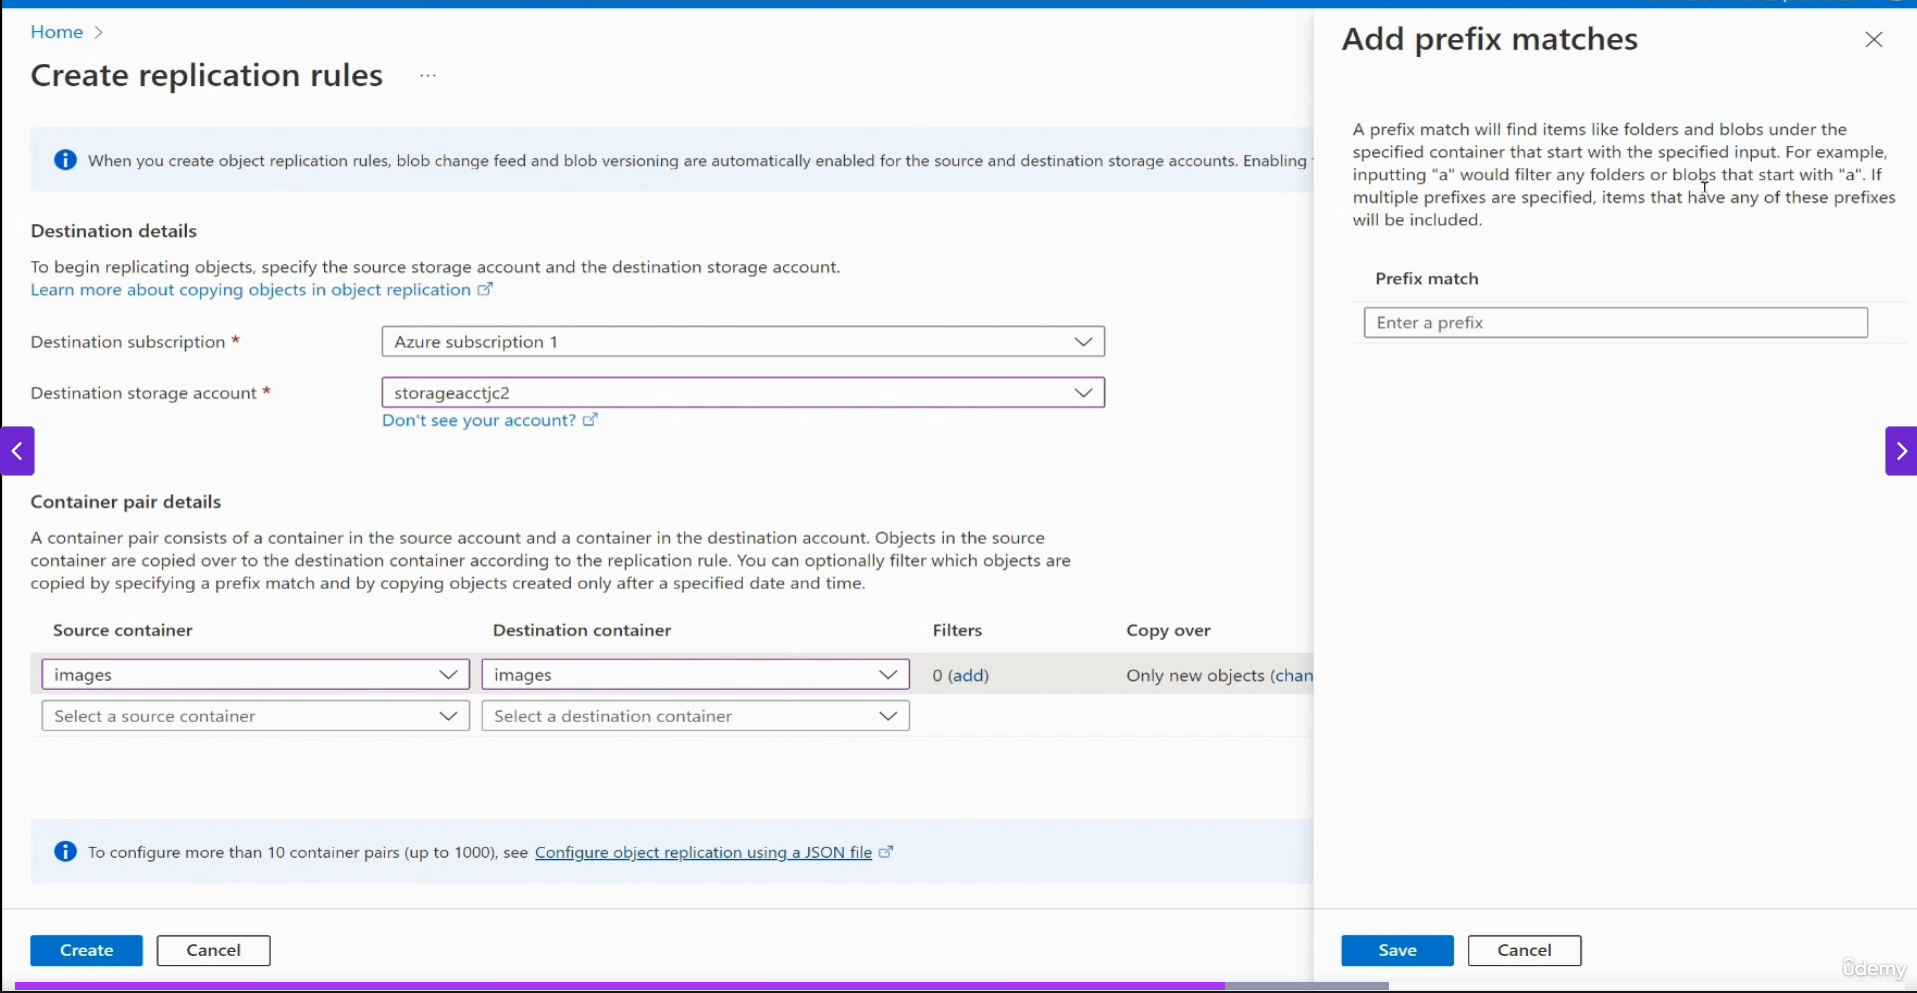 Home >
Create replication rules ...
When you create object replication rules, blob change feed and blob versioning are automatically enabled for the source and destination storage accounts. Enabling
Destination details
To begin replicating objects, specify the source storage account and the destination storage account.
Learn more about copying objects in object replication
Destination subscription *
Azure subscription 1
Destination storage account *
storageacctjc2
Don't see your account?
Container pair details
A container pair consists of a container in the source account and a container in the destination account. Objects in the source
container are copied over to the destination container according to the replication rule. You can optionally filter which objects are
copied by specifying a prefix match and by copying objects created only after a specified date and time.
Source container Destination container Filters Copy over
images images 0 (add) Only new objects (chan
Select a source container Select a destination container
To configure more than 10 container pairs (up to 1000), see Configure object replication using a JSON file
Create Cancel
Add prefix matches
A prefix match will find items like folders and blobs under the
specified container that start with the specified input. For example,
inputting "a" would filter any folders or blobs that start with "a". If
multiple prefixes are specified, items that have any of these prefixes
will be included.
Prefix match
Enter a prefix
Save Cancel
ûdemy